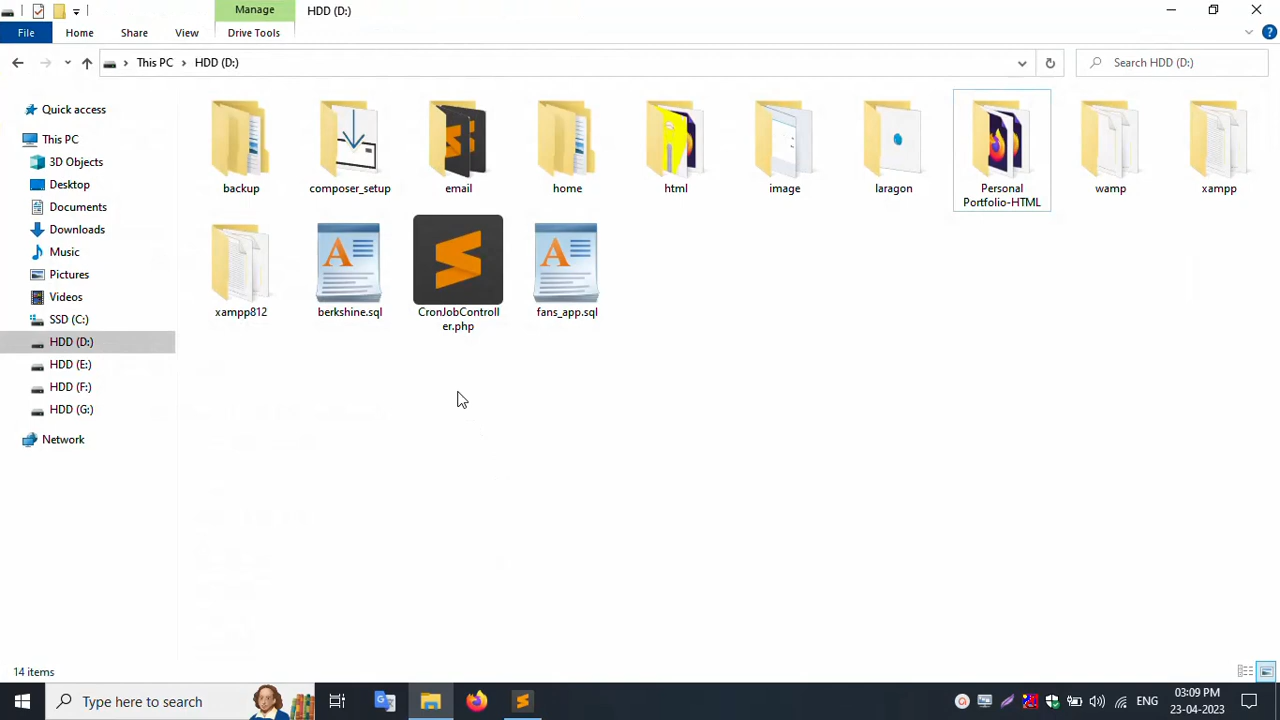 Manage
HDD (D:)
File
Home
Share
View
Drive Tools
This PC
HDD (D:)
Search HDD (D:)
Quick access
This PC
3D Objects
Desktop
Documents
Downloads
Music
Pictures
Videos
SSD (C:)
HDD (D:)
HDD (E:)
HDD (F:)
HDD (G:)
Network
backup
composer_setup
email
home
html
image
laragon
Personal
Portfolio-HTML
wamp
xampp
xampp812
berkshine.sql
CronJobControll
er.php
fans_app.sql
14 items
Type here to search
ENG
03:09 PM
23-04-2023